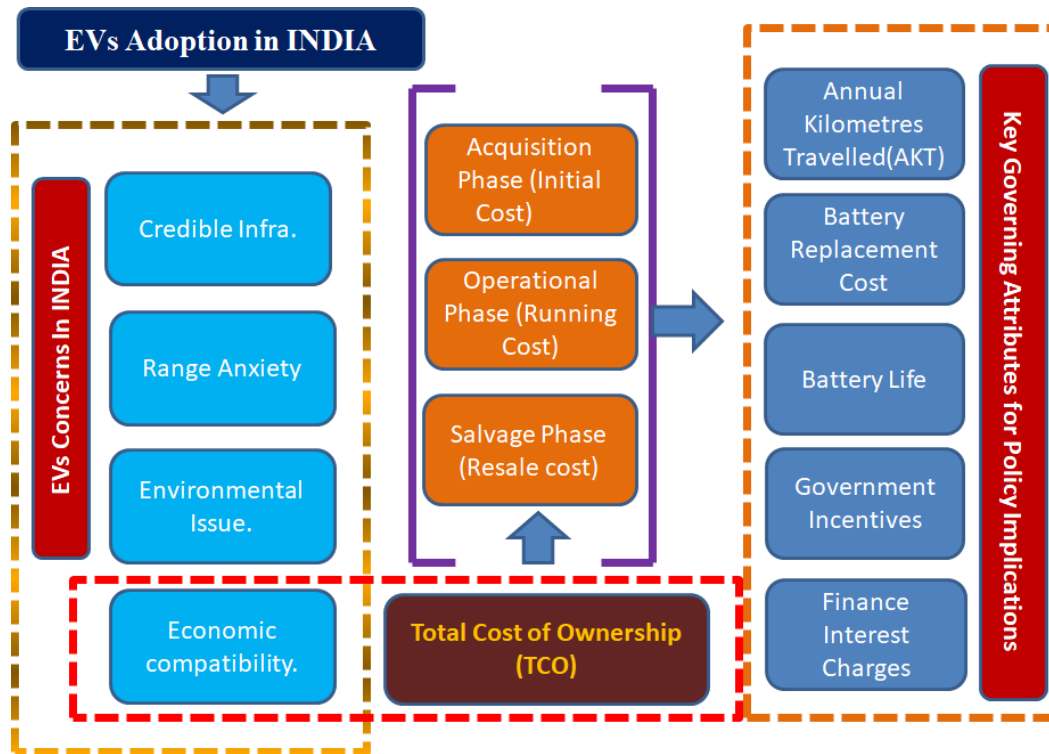 EVs Adoption in INDIA
EVs Concerns In INDIA
Credible Infra.
Range Anxiety
Environmental
Issue.
Economic
compatibility.
Acquisition
Phase (Initial
Cost)
Operational
Phase (Running
Cost)
Salvage Phase
(Resale cost)
Total Cost of Ownership
(TCO)
Annual
Kilometres
Travelled(AKT)
Battery
Replacement
Cost
Battery Life
Government
Incentives
Finance
Interest
Charges
Key Governing Attributes for Policy Implications